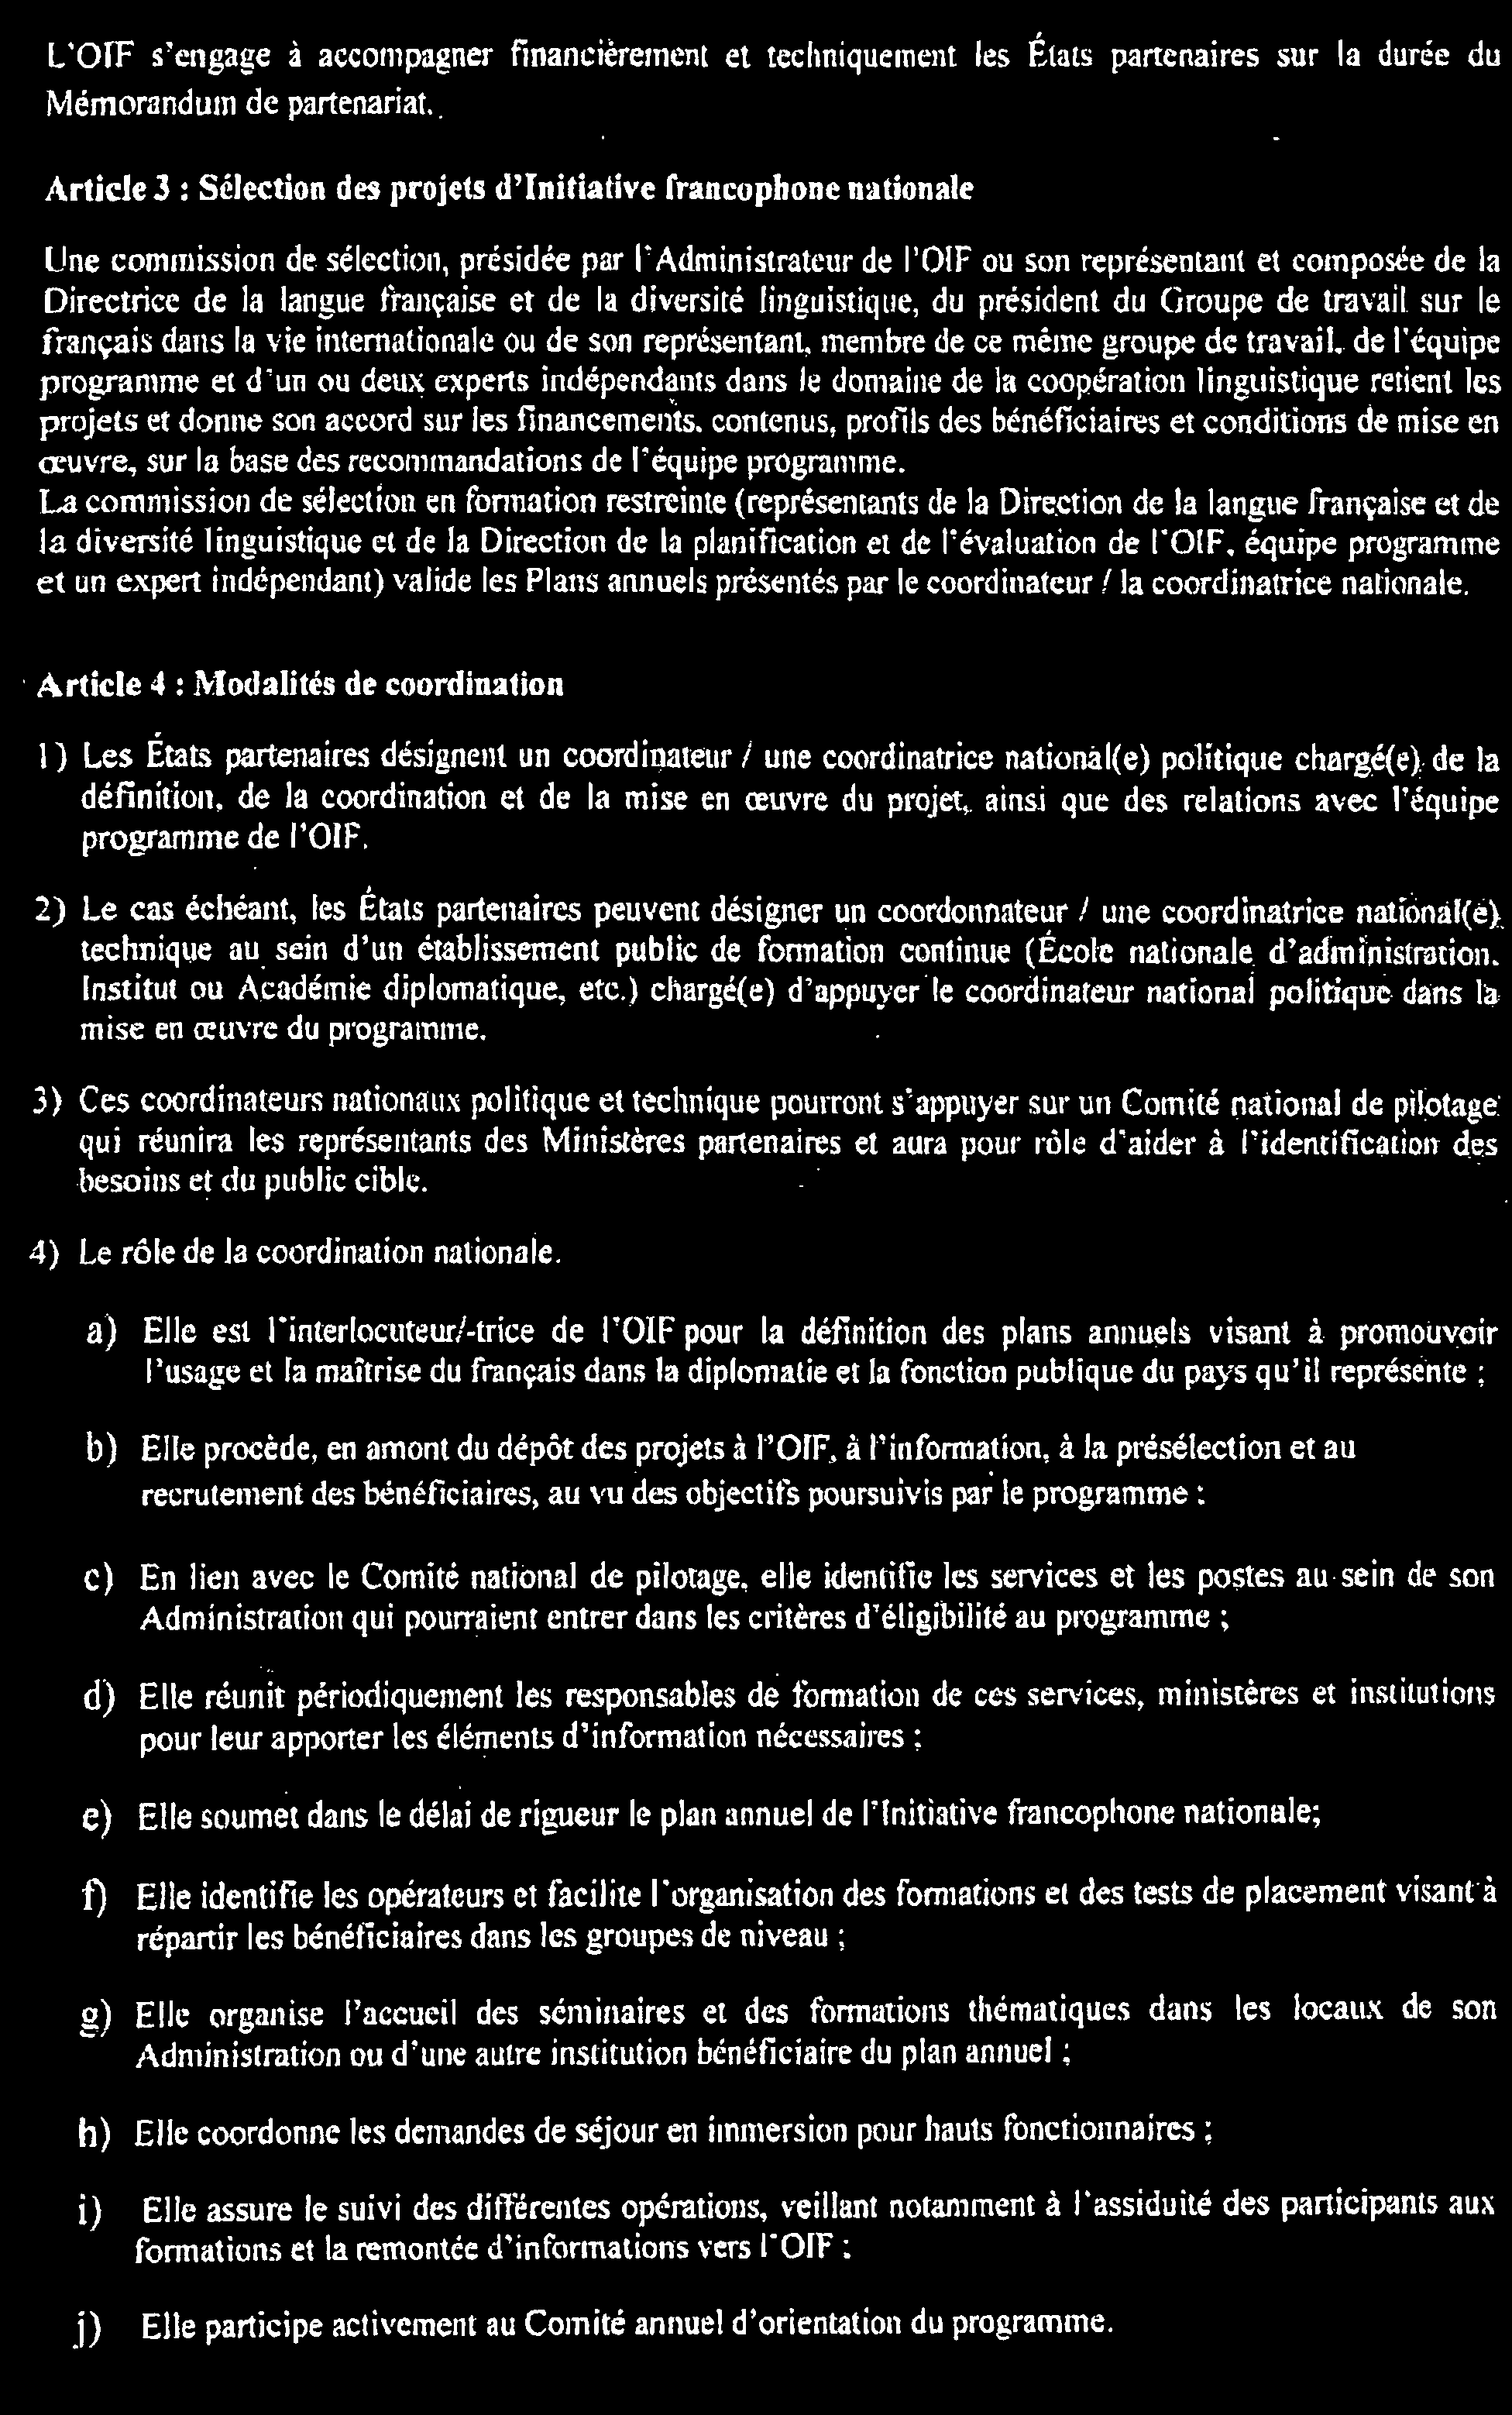 L'OIF s'engage à accompagner financièrement et techniquement les États partenaires sur la durée du
Mémorandum de partenariat.
Article 3 : Sélection des projets d'Initiative francophone nationale
Une commission de sélection, présidée par l'Administrateur de l'OIF ou son représentant et composée de la
Directrice de la langue française et de la diversité linguistique, du président du Groupe de travail sur le
français dans la vie internationale ou de son représentant, membre de ce même groupe de travail, de l'équipe
programme et d'un ou deux experts indépendants dans le domaine de la coopération linguistique retient les
projets et donne son accord sur les financements, contenus, profils des bénéficiaires et conditions de mise en
œuvre, sur la base des recommandations de l'équipe programme.
La commission de sélection en formation restreinte (représentants de la Direction de la langue française et de
la diversité linguistique et de la Direction de la planification et de l'évaluation de l'OIF, équipe programme
et un expert indépendant) valide les Plans annuels présentés par le coordinateur / la coordinatrice nationale.
Article 4 : Modalités de coordination
1) Les États partenaires désignent un coordinateur / une coordinatrice national(e) politique chargé(e) de la
définition, de la coordination et de la mise en œuvre du projet, ainsi que des relations avec l'équipe
programme de l'OIF.
2) Le cas échéant, les États partenaires peuvent désigner un coordonnateur / une coordinatrice national(e)
technique au sein d'un établissement public de formation continue (École nationale d'administration,
Institut ou Académie diplomatique, etc.) chargé(e) d'appuyer le coordinateur national politique dans la
mise en œuvre du programme.
3) Ces coordinateurs nationaux politique et technique pourront s'appuyer sur un Comité national de pilotage
qui réunira les représentants des Ministères partenaires et aura pour rôle d'aider à l'identification des
besoins et du public cible.
4) Le rôle de la coordination nationale.
a) Elle est l'interlocuteur/-trice de l'OIF pour la définition des plans annuels visant à promouvoir
l'usage et la maîtrise du français dans la diplomatie et la fonction publique du pays qu'il représente ;
b) Elle procède, en amont du dépôt des projets à l'OIF, à l'information, à la présélection et au
recrutement des bénéficiaires, au vu des objectifs poursuivis par le programme ;
c) En lien avec le Comité national de pilotage, elle identifie les services et les postes au sein de son
Administration qui pourraient entrer dans les critères d'éligibilité au programme ;
d) Elle réunit périodiquement les responsables de formation de ces services, ministères et institutions
pour leur apporter les éléments d'information nécessaires ;
e) Elle soumet dans le délai de rigueur le plan annuel de l'Initiative francophone nationale;
f) Elle identifie les opérateurs et facilite l'organisation des formations et des tests de placement visant à
répartir les bénéficiaires dans les groupes de niveau ;
g) Elle organise l'accueil des séminaires et des formations thématiques dans les locaux de son
Administration ou d'une autre institution bénéficiaire du plan annuel ;
h) Elle coordonne les demandes de séjour en immersion pour hauts fonctionnaires ;
i) Elle assure le suivi des différentes opérations, veillant notamment à l'assiduité des participants aux
formations et la remontée d'informations vers l'OIF ;
j) Elle participe activement au Comité annuel d'orientation du programme.